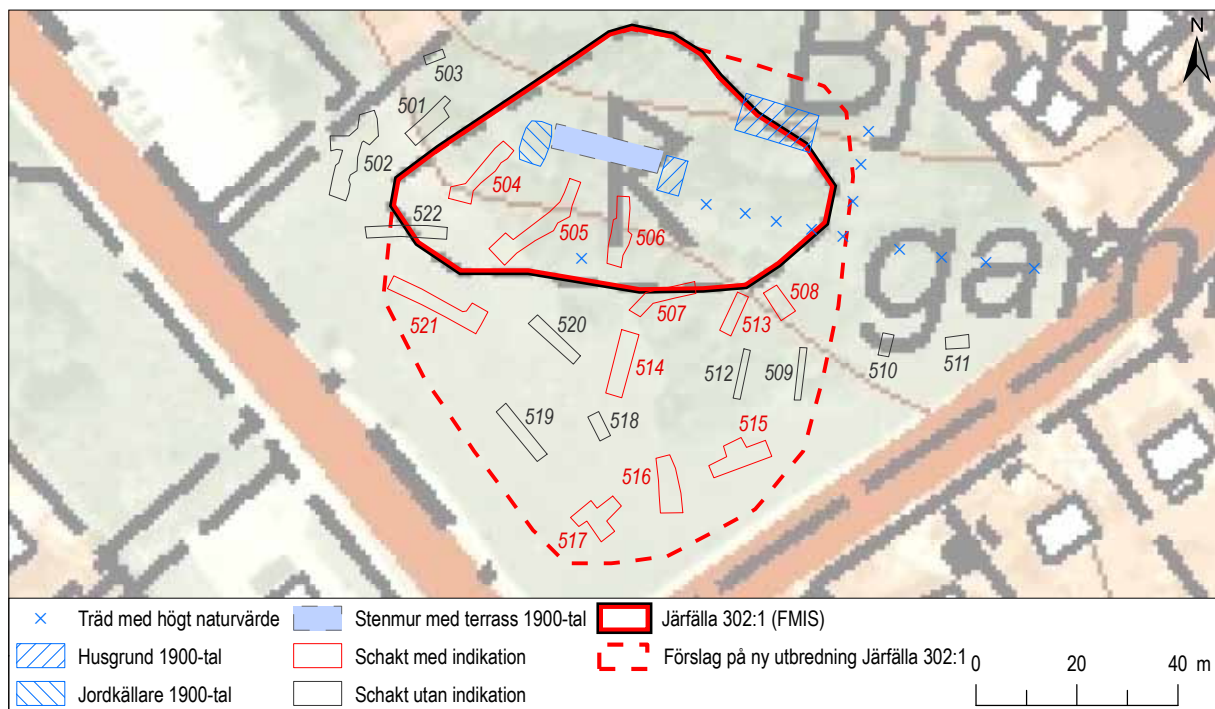 N
Bj
gam
R
503
501
502
504
522
505
506
521
520
507
513
508
514
512
509
510
511
519
518
515
516
517
Träd med högt naturvärde
Husgrund 1900-tal
Jordkällare 1900-tal
Stenmur med terrass 1900-tal
Schakt med indikation
Schakt utan indikation
Järfälla 302:1 (FMIS)
Förslag på ny utbredning Järfälla 302:1
0 20 40 m